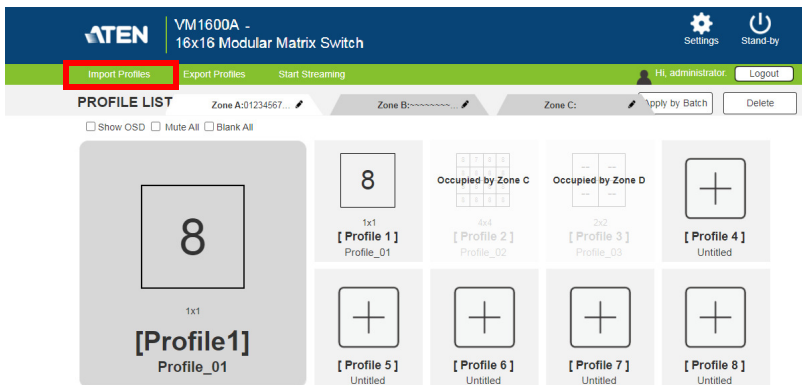 ATEN
VM1600A -
16x16 Modular Matrix Switch
Settings
Stand-by
Import Profiles
Export Profiles
Start Streaming
Hi, administrator.
Logout
PROFILE LIST
Zone A:01234567...
Zone B:~~~~~~~~...
Zone C:
Apply by Batch
Delete
Show OSD
Mute All
Blank All
8
1x1
[Profile1]
Profile_01
8
1x1
[ Profile 1 ]
Profile_01
Occupied by Zone C
4x4
[ Profile 2 ]
Profile_02
Occupied by Zone D
2x2
[ Profile 3 ]
Profile_03
[ Profile 4 ]
Untitled
[ Profile 5 ]
Untitled
[ Profile 6 ]
Untitled
[ Profile 7 ]
Untitled
[ Profile 8 ]
Untitled